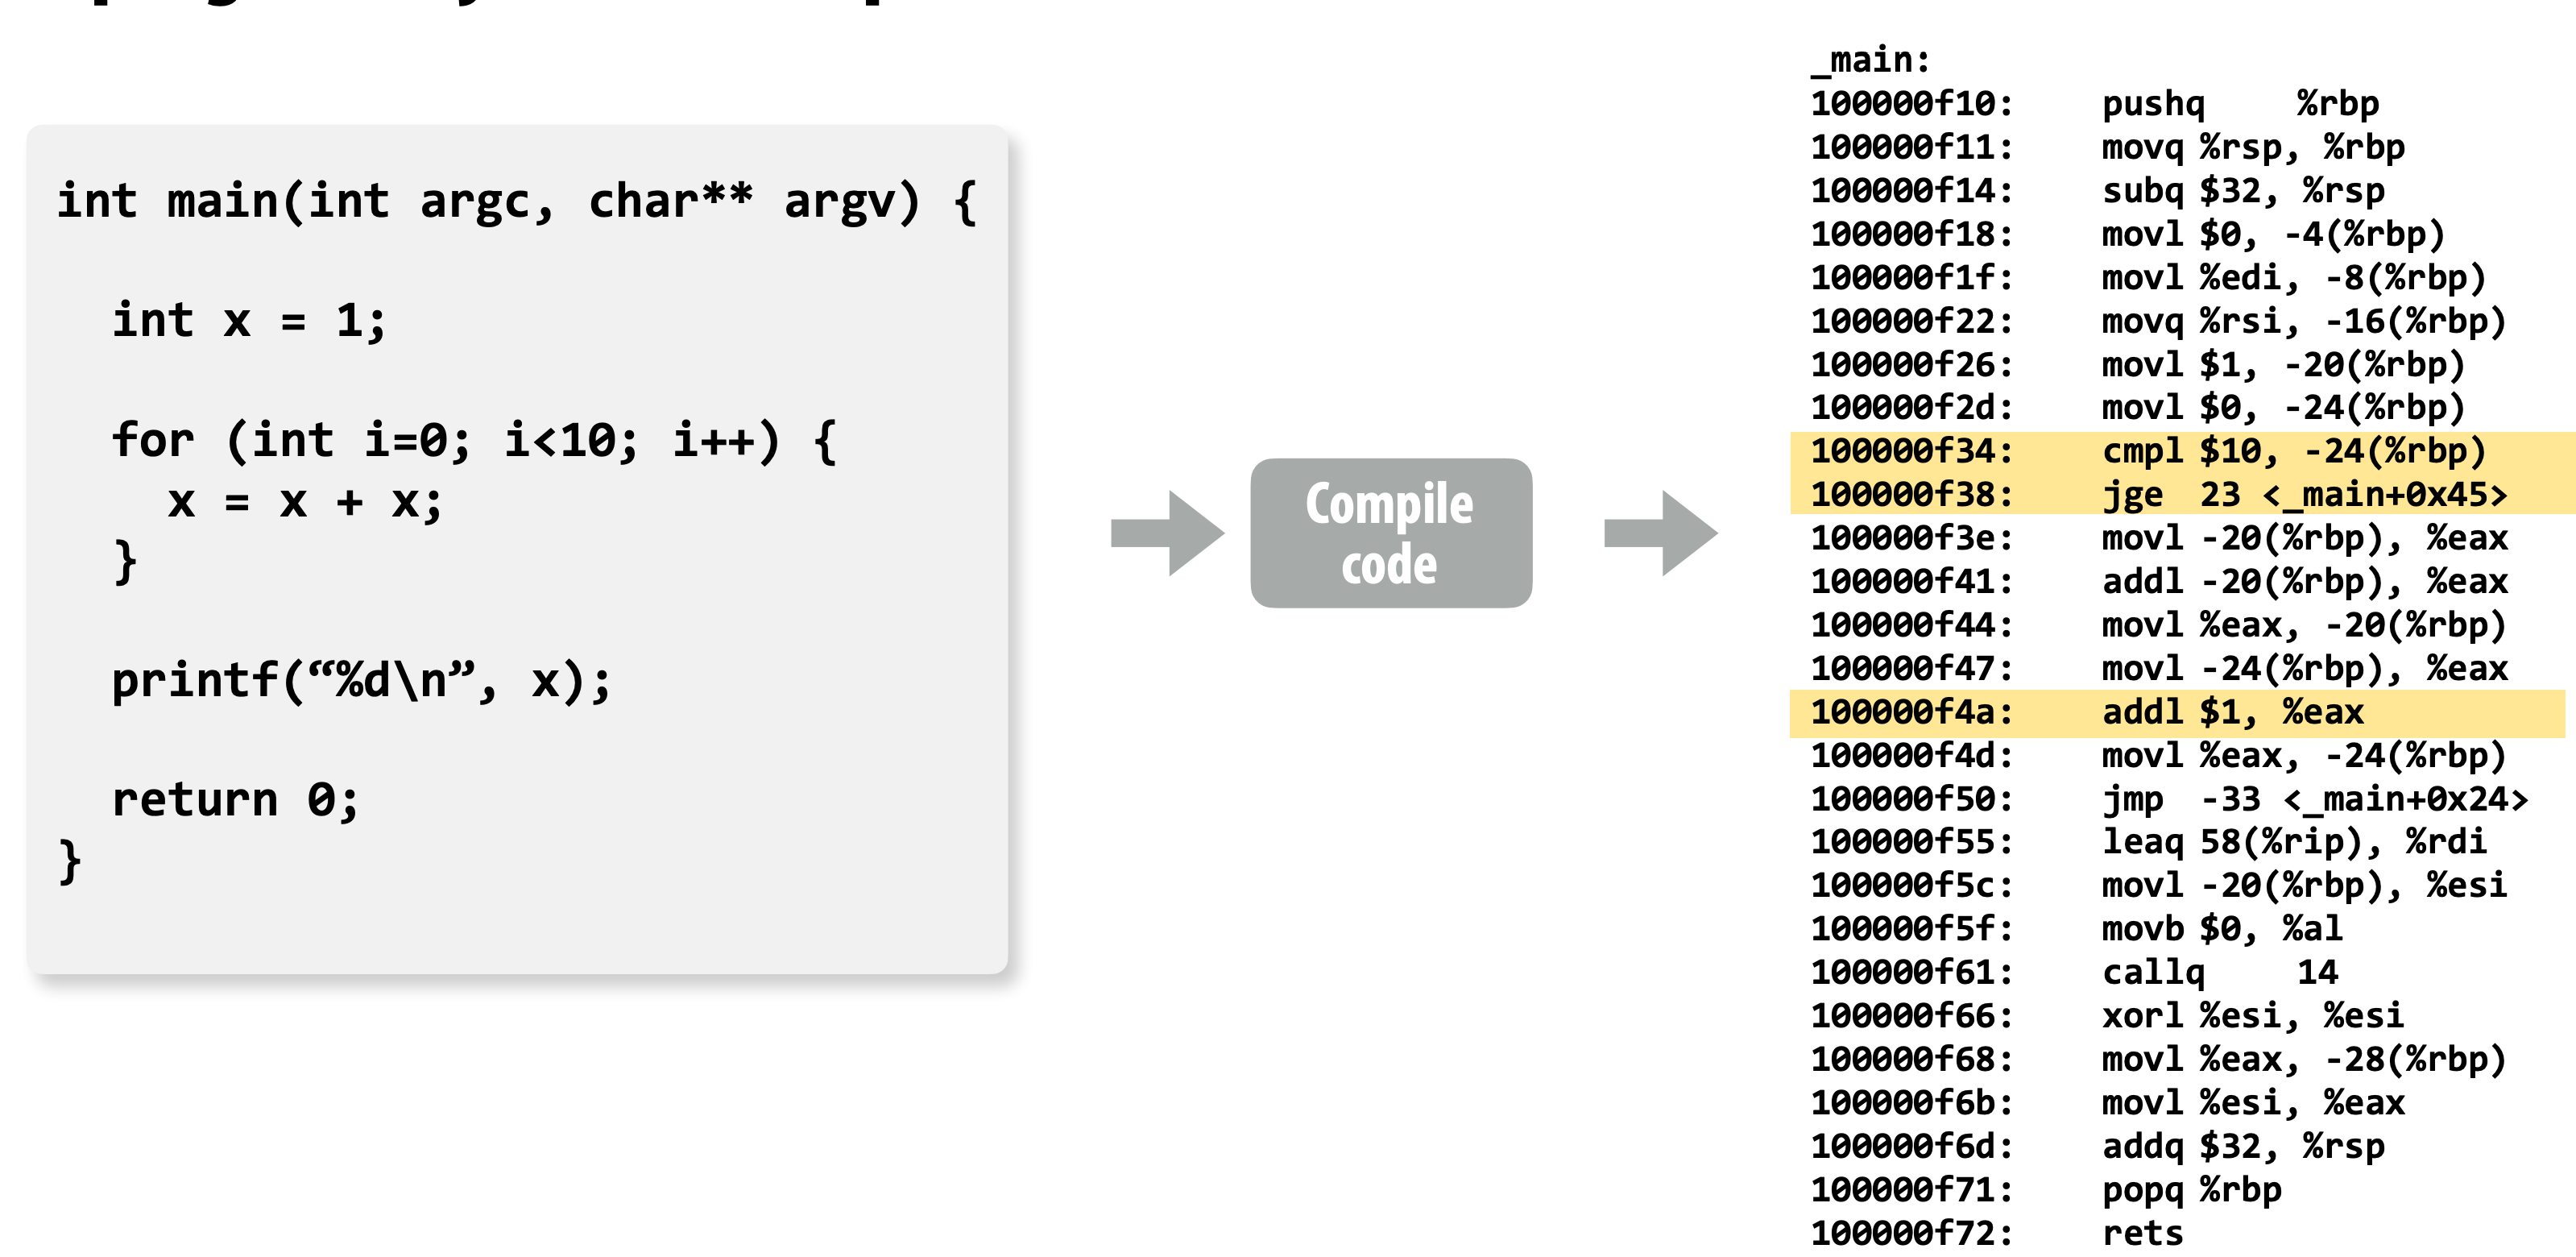 int main(int argc, char** argv) {
int x = 1;
for (int i=0; i<10; i++) {
x = x + x;
}
printf(“%d\n”, x);
return 0;
}
Compile
code
_main:
100000f10: pushq %rbp
100000f11: movq %rsp, %rbp
100000f14: subq $32, %rsp
100000f18: movl $0, -4(%rbp)
100000f1f: movl %edi, -8(%rbp)
100000f22: movq %rsi, -16(%rbp)
100000f26: movl $1, -20(%rbp)
100000f2d: movl $0, -24(%rbp)
100000f34: cmpl $10, -24(%rbp)
100000f38: jge 23 <_main+0x45>
100000f3e: movl -20(%rbp), %eax
100000f41: addl -20(%rbp), %eax
100000f44: movl %eax, -20(%rbp)
100000f47: movl -24(%rbp), %eax
100000f4a: addl $1, %eax
100000f4d: movl %eax, -24(%rbp)
100000f50: jmp -33 <_main+0x24>
100000f55: leaq 58(%rip), %rdi
100000f5c: movl -20(%rbp), %esi
100000f5f: movb $0, %al
100000f61: callq 14
100000f66: xorl %esi, %esi
100000f68: movl %eax, -28(%rbp)
100000f6b: movl %esi, %eax
100000f6d: addq $32, %rsp
100000f71: popq %rbp
100000f72: rets